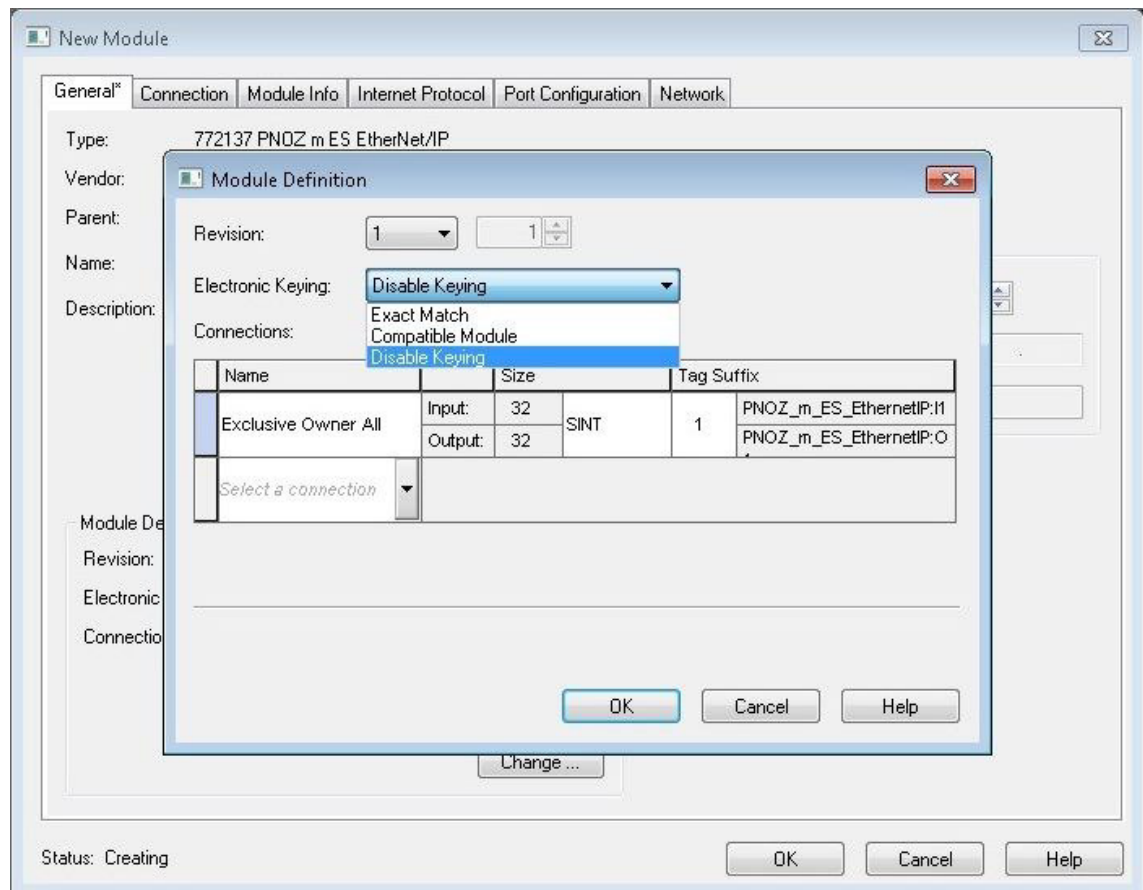 New Module
General* Connection Module Info Internet Protocol Port Configuration Network
Type: 772137 PNOZ m ES EtherNet/IP
Vendor:
Parent:
Name:
Description:
Module Definition
Revision: 1 1
Electronic Keying: Disable Keying
Exact Match
Compatible Module
Disable Keying
Connections:
Name Size Tag Suffix
Exclusive Owner All Input: 32 SINT 1 PNOZ_m_ES_EthernetIP:I1
Output: 32 PNOZ_m_ES_EthernetIP:O
Select a connection
OK Cancel Help
Module De
Revision:
Electronic
Connectio
Change ...
Status: Creating OK Cancel Help